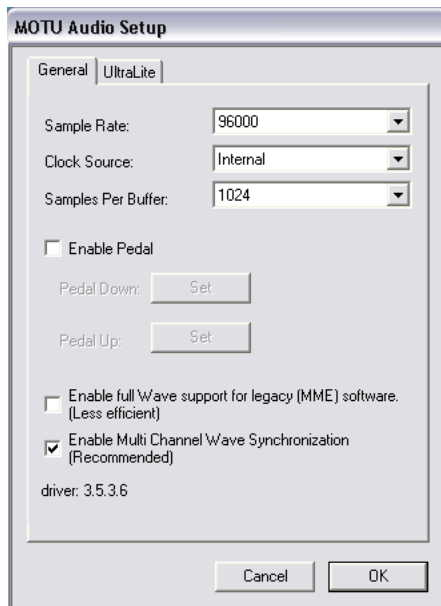 MOTU Audio Setup
General
UltraLite
Sample Rate:
96000
Clock Source:
Internal
Samples Per Buffer:
1024
Enable Pedal
Pedal Down:
Set
Pedal Up:
Set
Enable full Wave support for legacy (MME) software.
(Less efficient)
Enable Multi Channel Wave Synchronization
(Recommended)
driver: 3.5.3.6
Cancel
OK